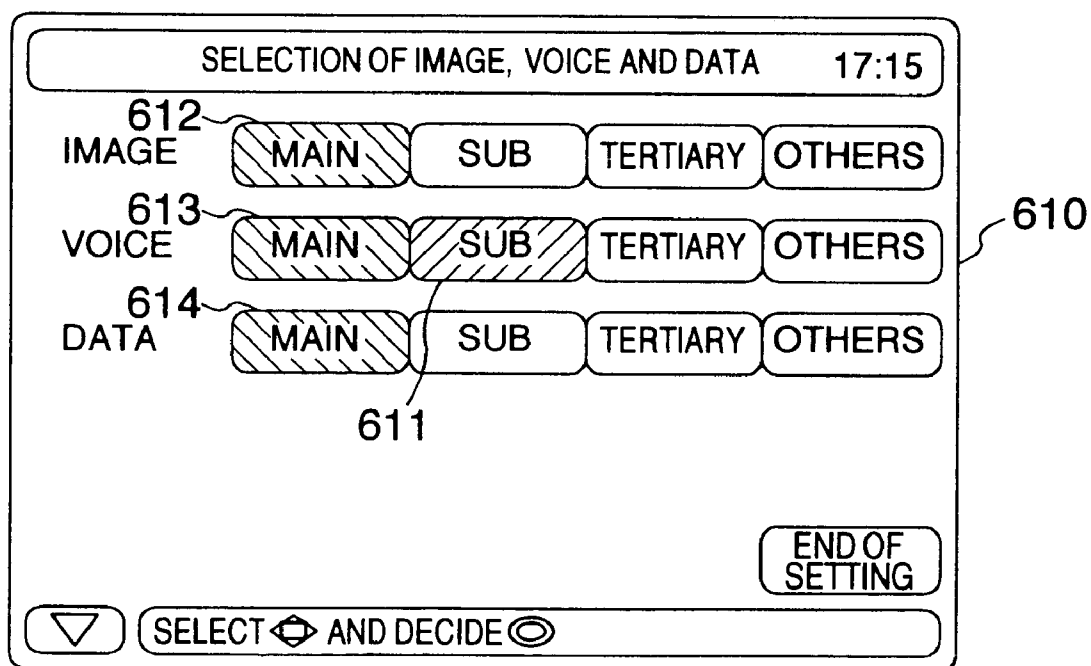 SELECTION OF IMAGE, VOICE AND DATA 17:15
612
IMAGE MAIN SUB TERTIARY OTHERS
613
VOICE MAIN SUB TERTIARY OTHERS
610
614
DATA MAIN SUB TERTIARY OTHERS
611
END OF
SETTING
SELECT AND DECIDE